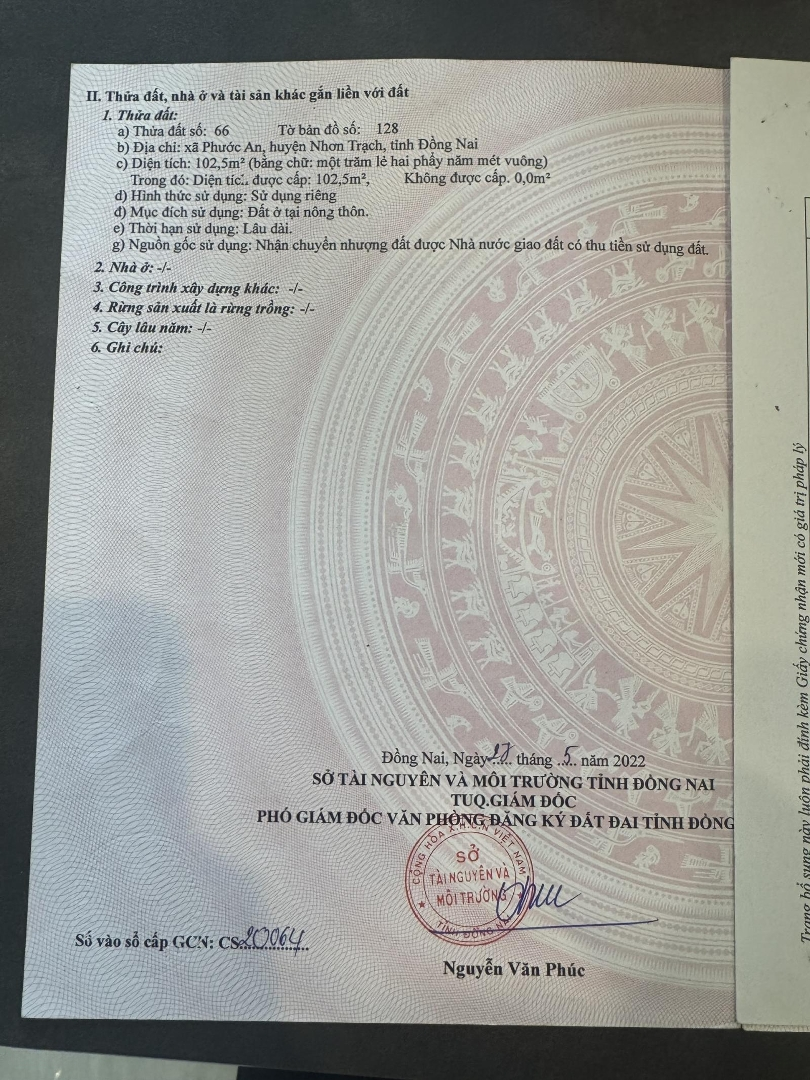 II. Thửa đất, nhà ở và tài sản khác gắn liền với đất
1. Thửa đất:
a) Thửa đất số: 66 Tờ bản đồ số: 128
b) Địa chỉ: xã Phước An, huyện Nhơn Trạch, tỉnh Đồng Nai
c) Diện tích: 102,5m² (bằng chữ: một trăm lẻ hai phẩy năm mét vuông)
Trong đó: Diện tíc.. được cấp: 102,5m², Không được cấp. 0,0m²
d) Hình thức sử dụng: Sử dụng riêng
đ) Mục đích sử dụng: Đất ở tại nông thôn.
e) Thời hạn sử dụng: Lâu dài.
g) Nguồn gốc sử dụng: Nhận chuyển nhượng đất được Nhà nước giao đất có thu tiền sử dụng đất.
2. Nhà ở: -/-
3. Công trình xây dựng khác: -/-
4. Rừng sản xuất là rừng trồng: -/-
5. Cây lâu năm: -/-
6. Ghi chú:
Đồng Nai, Ngày 27 tháng 5 năm 2022
SỞ TÀI NGUYÊN VÀ MÔI TRƯỜNG TỈNH ĐỒNG NAI
TUQ.GIÁM ĐỐC
PHÓ GIÁM ĐỐC VĂN PHÒNG ĐĂNG KÝ ĐẤT ĐAI TỈNH ĐỒNG
CỘNG HÒA X.H.C.N VIỆT NAM
SỞ
TÀI NGUYÊN VÀ
MÔI TRƯỜNG
TỈNH ĐỒNG NAI
Số vào sổ cấp GCN: CS20064
Nguyễn Văn Phúc
Trang bổ sung này luôn phải đính kèm Giấy chứng nhận mới có giá trị pháp lý